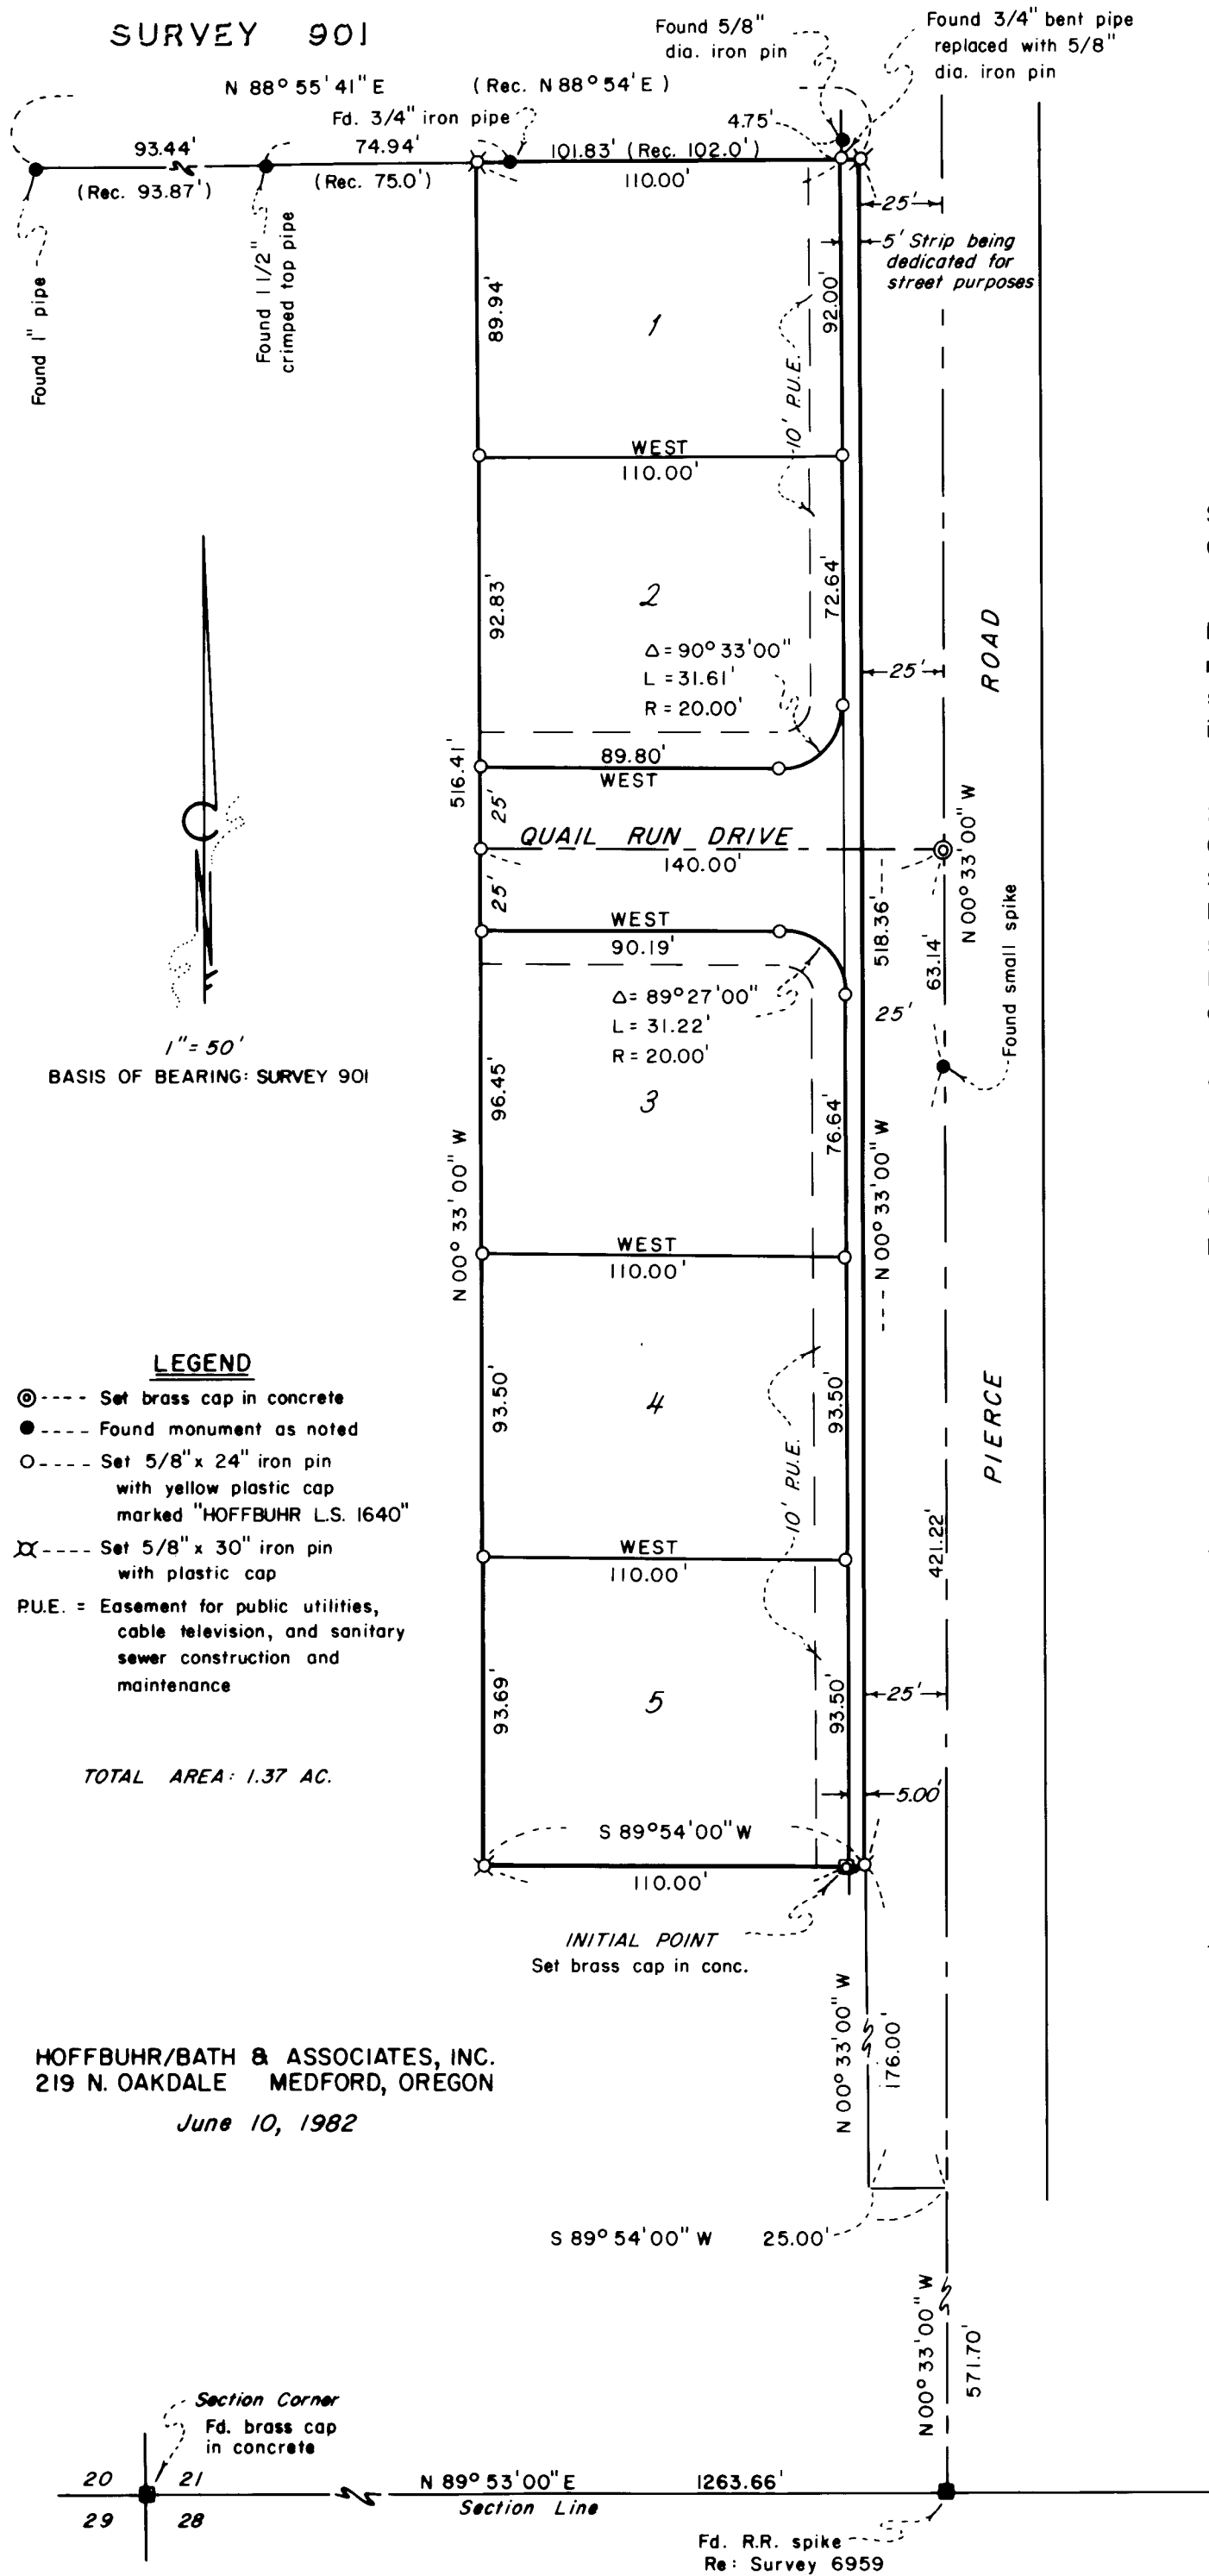 SURVEY 901
Found 5/8"
dia. iron pin
Found 3/4" bent pipe
replaced with 5/8"
dia. iron pin
N 88° 55' 41" E
(Rec. N 88° 54' E )
Fd. 3/4" iron pipe
4.75'
93.44'
(Rec. 93.87')
74.94'
(Rec. 75.0')
101.83' (Rec. 102.0')
110.00'
25'
5' Strip being
dedicated for
street purposes
Found 1" pipe
Found 1 1/2"
crimped top pipe
89.94'
1
92.00'
10' P.U.E.
WEST
110.00'
92.83'
2
72.64'
Δ = 90° 33' 00"
L = 31.61'
R = 20.00'
25'
ROAD
89.80'
WEST
516.41'
25'
QUAIL RUN DRIVE
140.00'
25'
N 00° 33' 00" W
518.36'
63.14'
Found small spike
WEST
90.19'
Δ = 89° 27' 00"
L = 31.22'
R = 20.00'
25'
1" = 50'
BASIS OF BEARING: SURVEY 901
96.45'
3
76.64'
N 00° 33' 00" W
N 00° 33' 00" W
WEST
110.00'
LEGEND
Set brass cap in concrete
Found monument as noted
Set 5/8" x 24" iron pin
with yellow plastic cap
marked "HOFFBUHR L.S. 1640"
Set 5/8" x 30" iron pin
with plastic cap
P.U.E. = Easement for public utilities,
cable television, and sanitary
sewer construction and
maintenance
93.50'
4
93.50'
10' P.U.E.
PIERCE
421.22'
WEST
110.00'
93.69'
5
93.50'
25'
TOTAL AREA: 1.37 AC.
5.00'
S 89° 54' 00" W
110.00'
INITIAL POINT
Set brass cap in conc.
N 00° 33' 00" W
176.00'
HOFFBUHR/BATH & ASSOCIATES, INC.
219 N. OAKDALE MEDFORD, OREGON
June 10, 1982
S 89° 54' 00" W 25.00'
N 00° 33' 00" W
571.70'
Section Corner
Fd. brass cap
in concrete
20 21
29 28
N 89° 53' 00" E 1263.66'
Section Line
Fd. R.R. spike
Re: Survey 6959